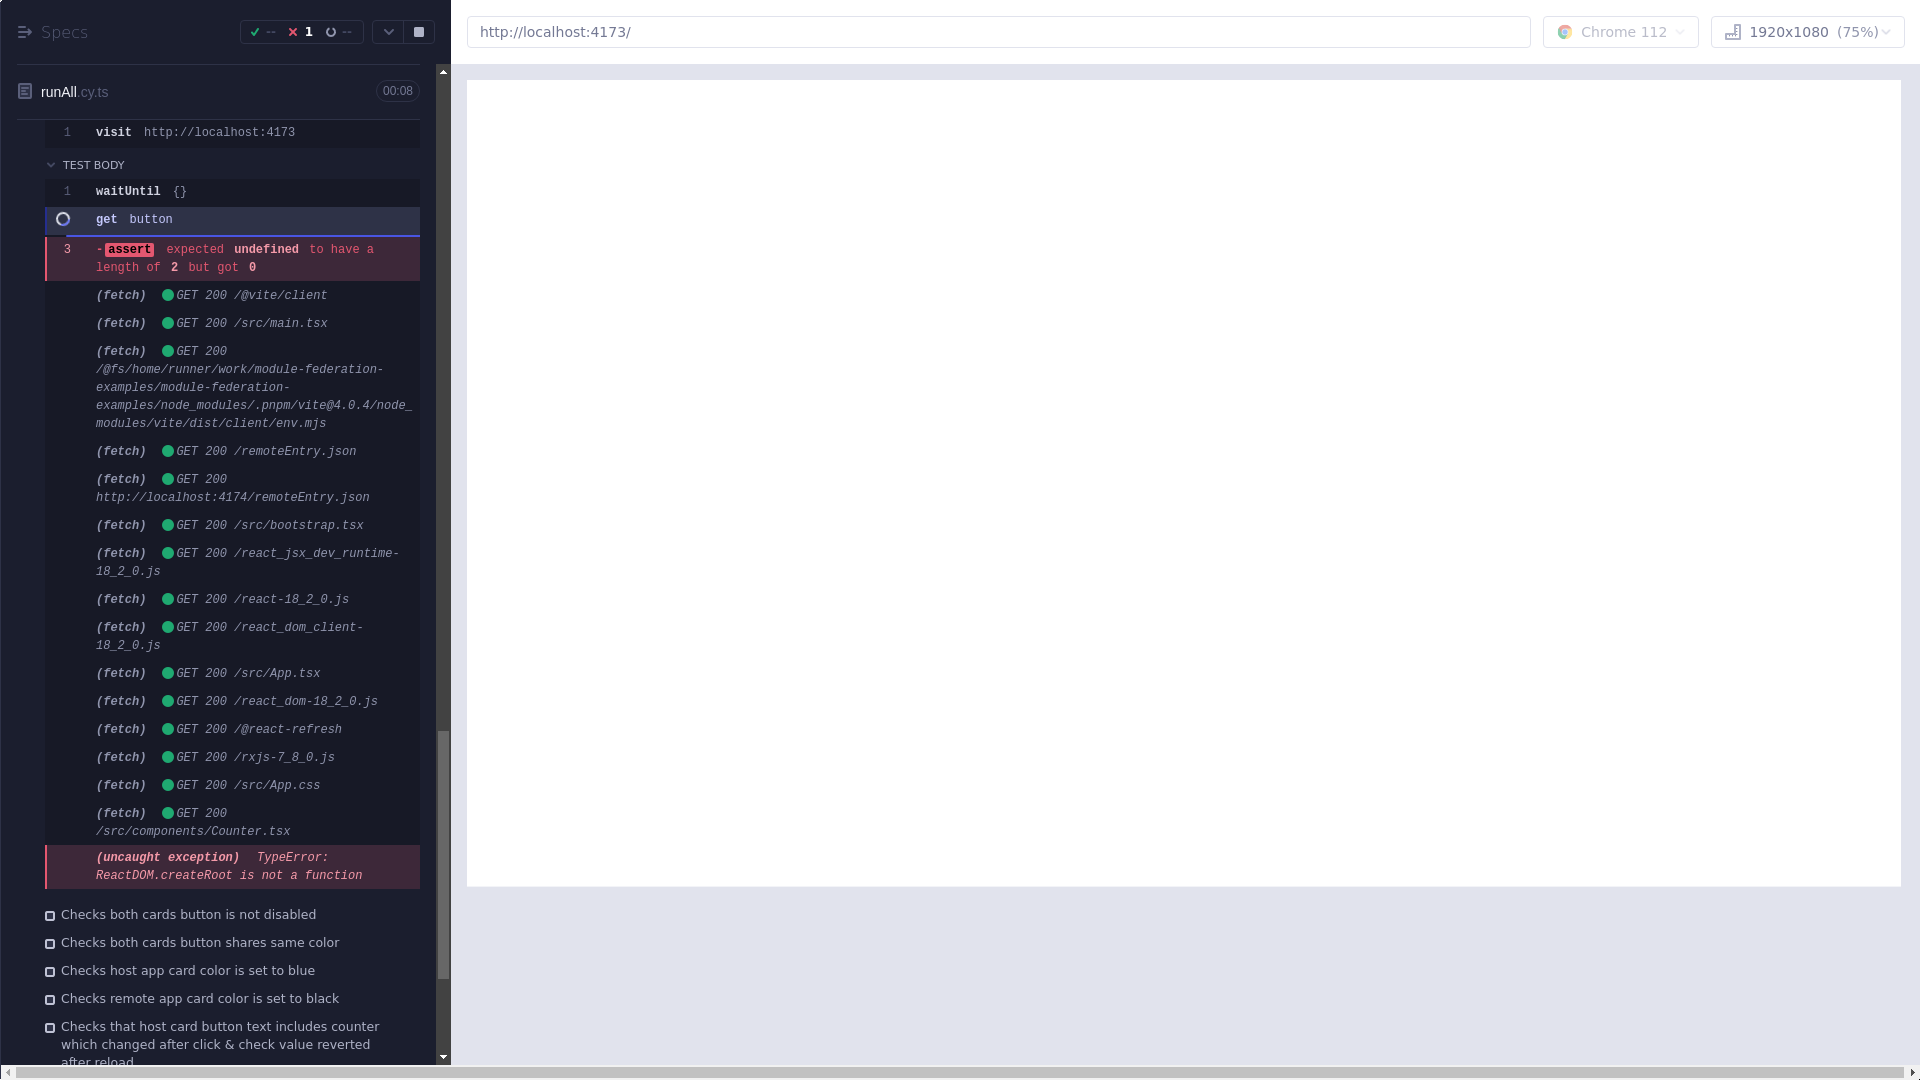 Specs
-- 1 --
http://localhost:4173/
Chrome 112
1920x1080 (75%)
runAll.cy.ts
00:08
1 visit http://localhost:4173
TEST BODY
1 waitUntil {}
get button
3 -assert expected undefined to have a
length of 2 but got 0
(fetch) GET 200 /@vite/client
(fetch) GET 200 /src/main.tsx
(fetch) GET 200
/@fs/home/runner/work/module-federation-
examples/module-federation-
examples/node_modules/.pnpm/vite@4.0.4/node_
modules/vite/dist/client/env.mjs
(fetch) GET 200 /remoteEntry.json
(fetch) GET 200
http://localhost:4174/remoteEntry.json
(fetch) GET 200 /src/bootstrap.tsx
(fetch) GET 200 /react_jsx_dev_runtime-
18_2_0.js
(fetch) GET 200 /react-18_2_0.js
(fetch) GET 200 /react_dom_client-
18_2_0.js
(fetch) GET 200 /src/App.tsx
(fetch) GET 200 /react_dom-18_2_0.js
(fetch) GET 200 /@react-refresh
(fetch) GET 200 /rxjs-7_8_0.js
(fetch) GET 200 /src/App.css
(fetch) GET 200
/src/components/Counter.tsx
(uncaught exception) TypeError:
ReactDOM.createRoot is not a function
Checks both cards button is not disabled
Checks both cards button shares same color
Checks host app card color is set to blue
Checks remote app card color is set to black
Checks that host card button text includes counter
which changed after click & check value reverted
after reload